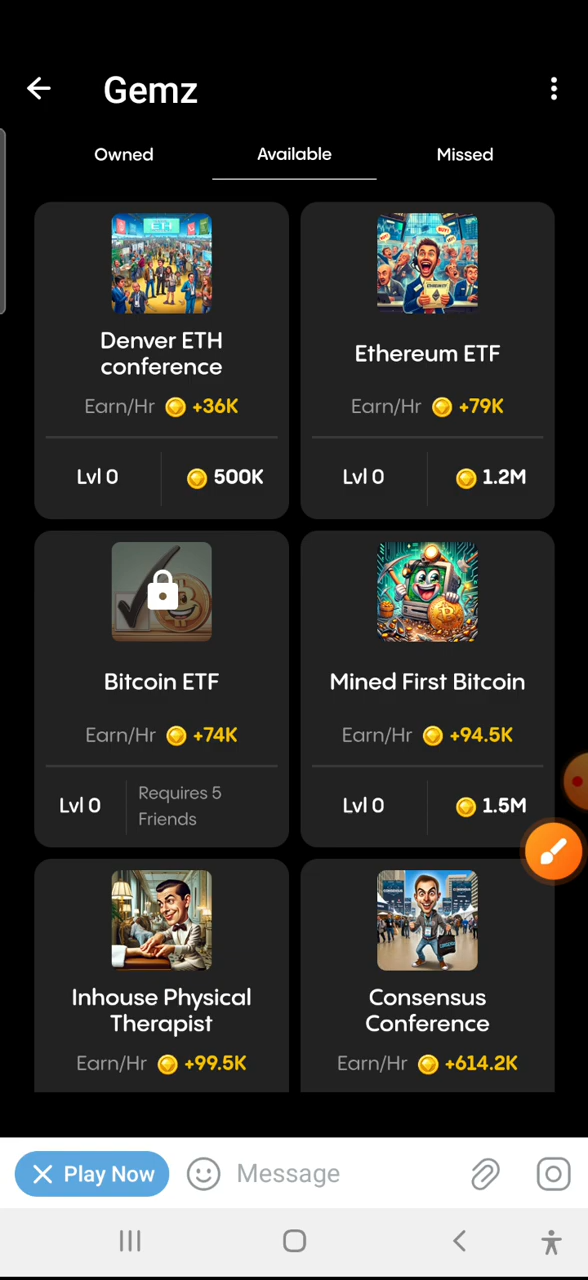 Gemz
Owned
Available
Missed
ETH
Denver ETH
conference
Earn/Hr +36K
Lvl 0
500K
BUY!
Ethereum ETF
Earn/Hr +79K
Lvl 0
1.2M
Bitcoin ETF
Earn/Hr +74K
Lvl 0
Requires 5
Friends
Mined First Bitcoin
Earn/Hr +94.5K
Lvl 0
1.5M
Inhouse Physical
Therapist
Earn/Hr +99.5K
Consensus
Conference
Earn/Hr +614.2K
Play Now
Message